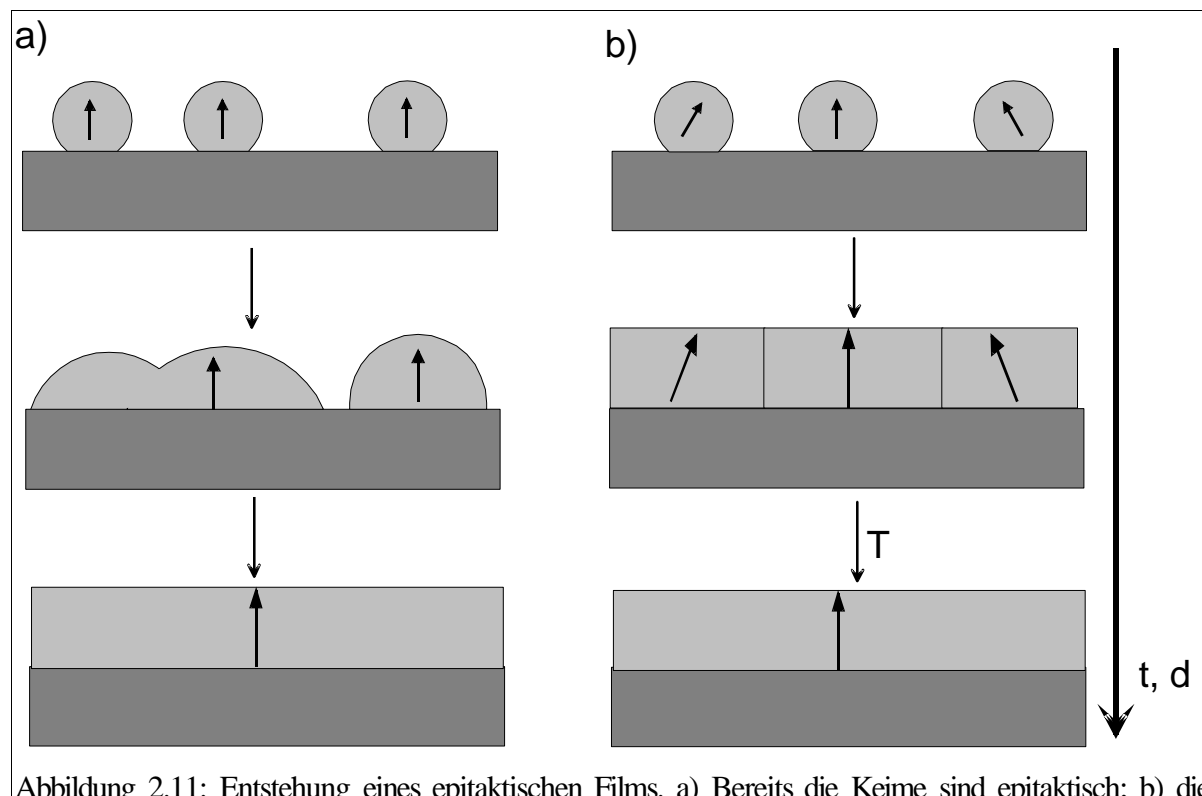 a)
b)
T
t, d
Abbildung 2.11: Entstehung eines epitaktischen Films. a) Bereits die Keime sind epitaktisch; b) die